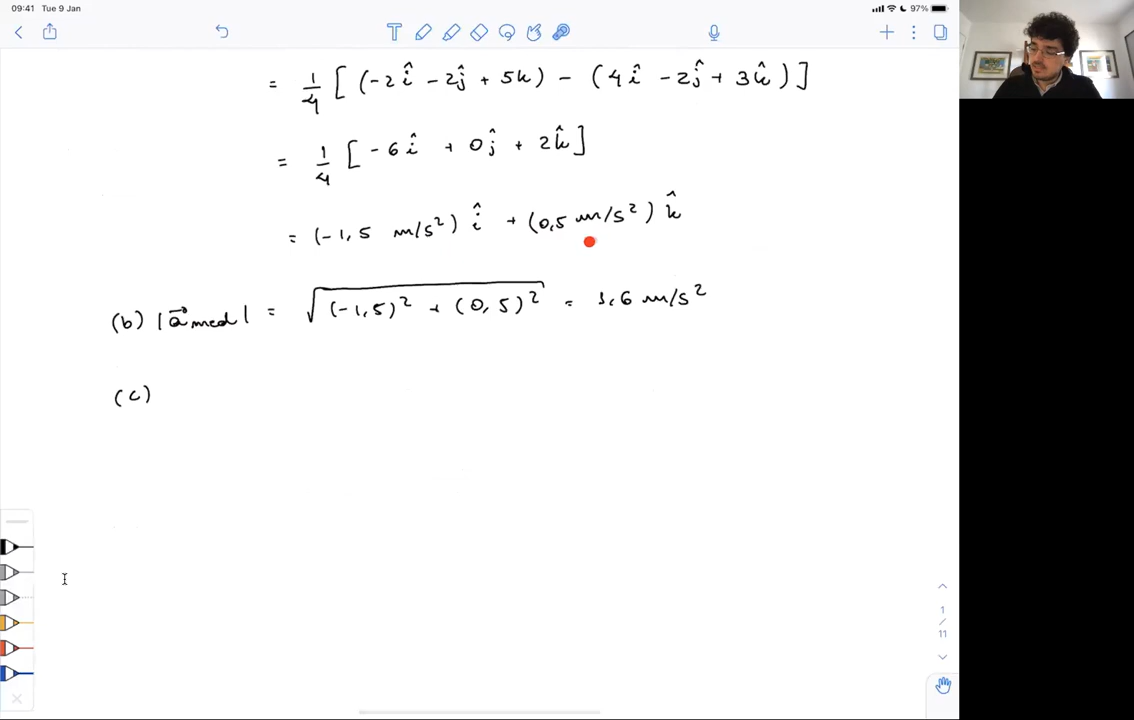 09:41 Tue 9 Jan 97%
= 1/4 [ (-2î - 2ĵ + 5k) - (4î - 2ĵ + 3k̂) ]
= 1/4 [ -6î + 0ĵ + 2k̂ ]
= (-1,5 m/s²) î + (0,5 m/s²) k̂
(b) |a⃗med| = √((-1,5)² + (0,5)²) = 1,6 m/s²
(c)
1
/
11